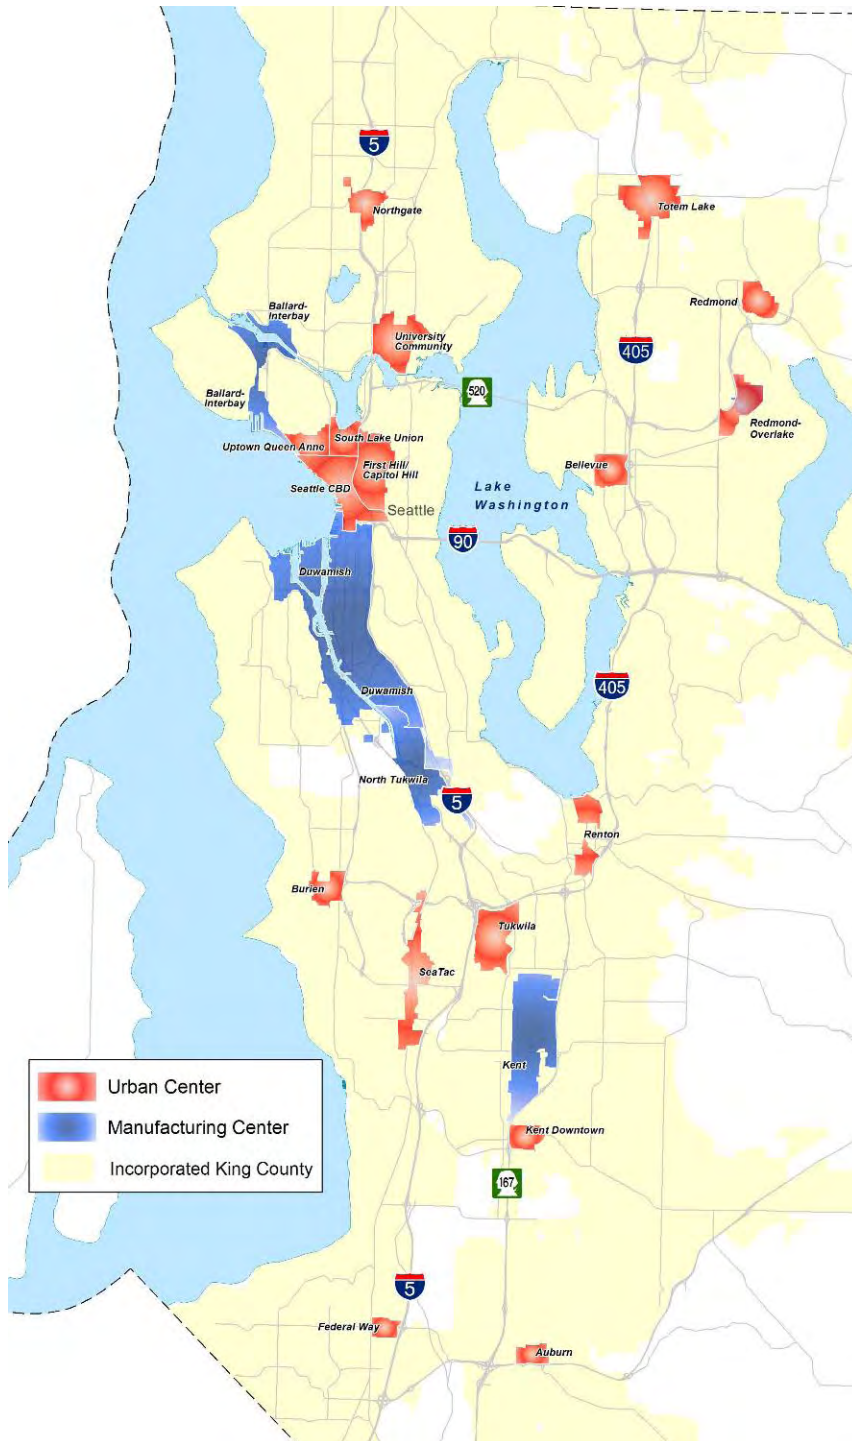 5
Northgate
Totem Lake
Redmond
Ballard-
Interbay
University
Community
405
520
Ballard-
Interbay
Redmond-
Overlake
South Lake Union
Uptown Queen Anne
First Hill/
Capitol Hill
Bellevue
Seattle CBD
Lake
Washington
Seattle
90
Duwamish
405
Duwamish
North Tukwila
5
Renton
Burien
Tukwila
SeaTac
Kent
Urban Center
Manufacturing Center
Kent Downtown
Incorporated King County
167
5
Federal Way
Auburn